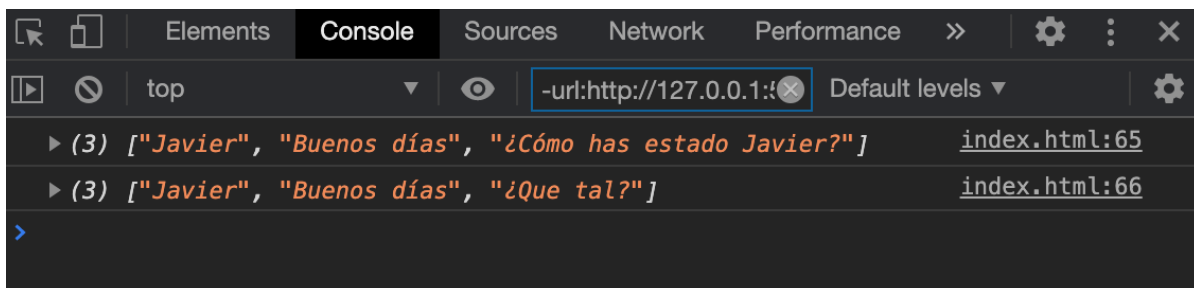 Elements Console Sources Network Performance »
top ▼ -url:http://127.0.0.1: Default levels ▼
▶ (3) ["Javier", "Buenos días", "¿Cómo has estado Javier?"] index.html:65
▶ (3) ["Javier", "Buenos días", "¿Que tal?"] index.html:66
>